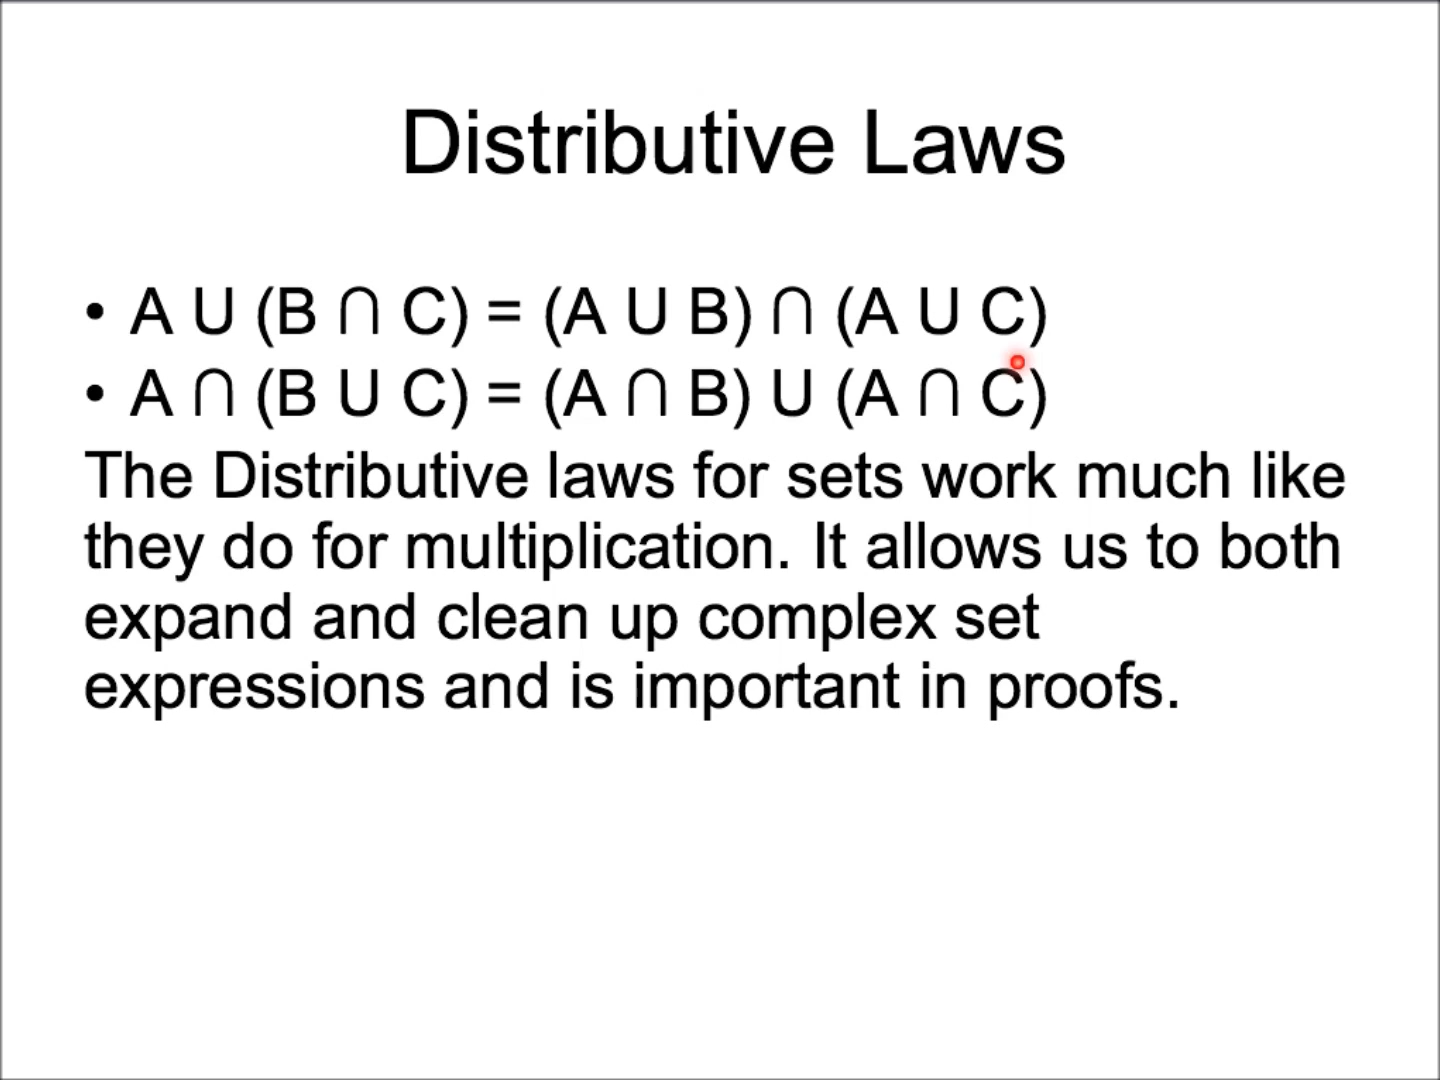 Distributive Laws
• A U (B ∩ C) = (A U B) ∩ (A U C)
• A ∩ (B U C) = (A ∩ B) U (A ∩ C)
The Distributive laws for sets work much like
they do for multiplication. It allows us to both
expand and clean up complex set
expressions and is important in proofs.